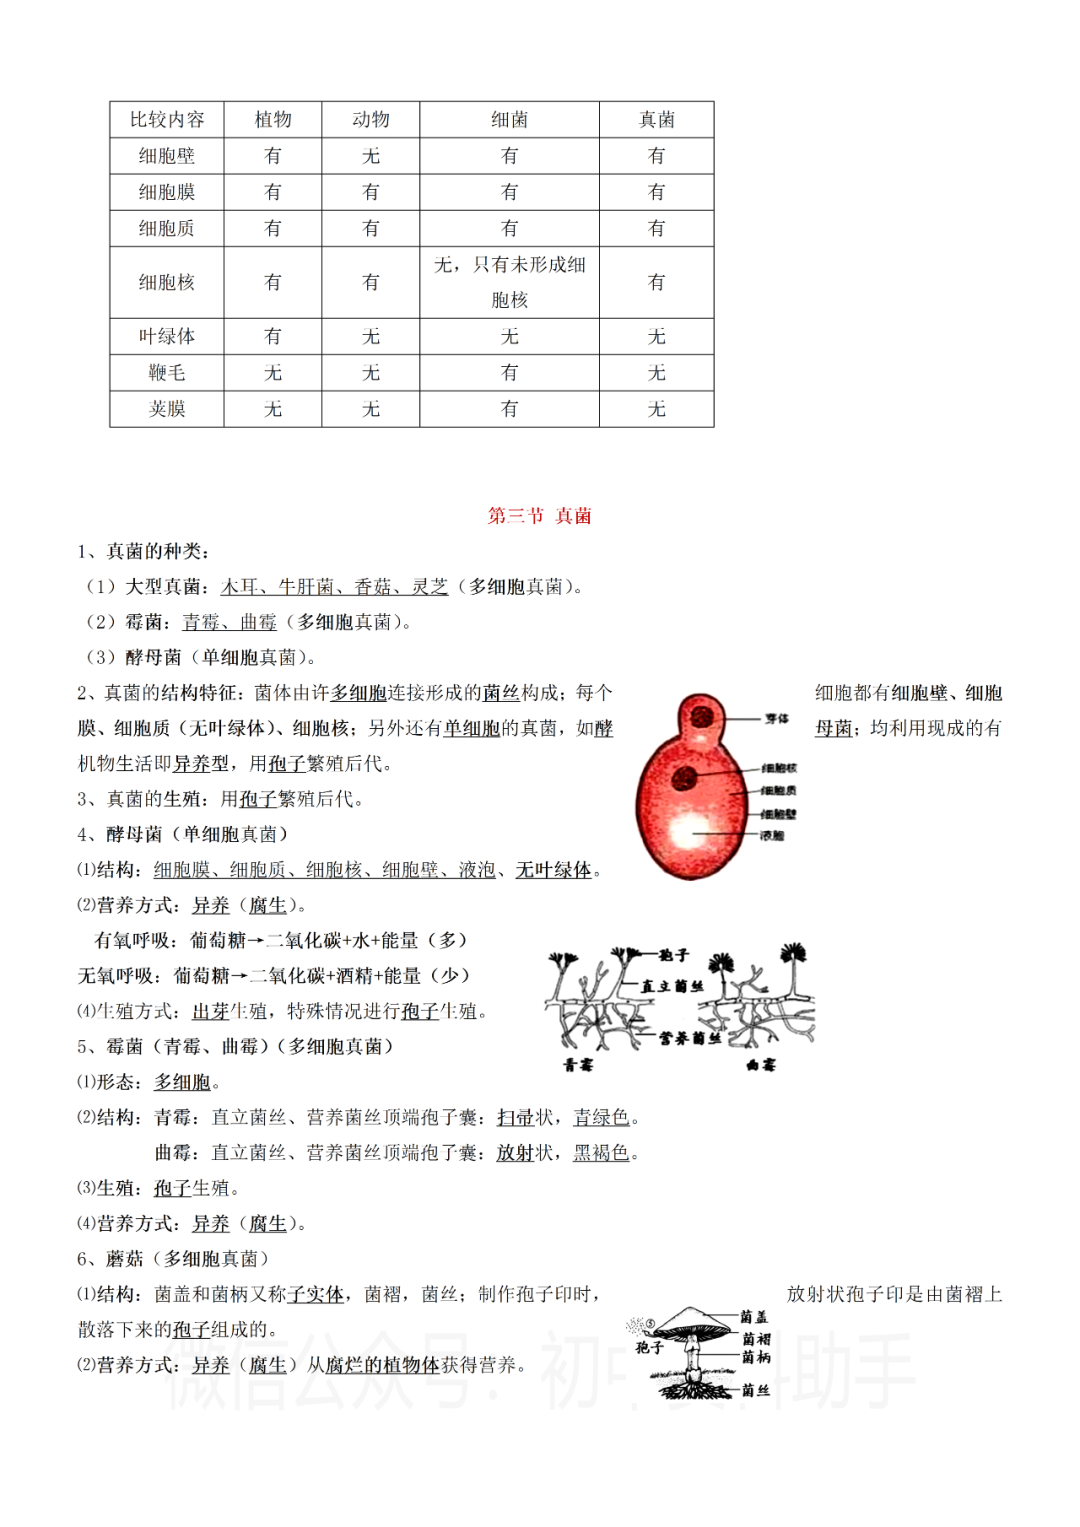 比较内容 植物 动物 细菌 真菌
细胞壁 有 无 有 有
细胞膜 有 有 有 有
细胞质 有 有 有 有
细胞核 有 有 无，只有未形成细胞核 有
叶绿体 有 无 无 无
鞭毛 无 无 有 无
荚膜 无 无 有 无
第三节 真菌
1、真菌的种类：
（1）大型真菌：木耳、牛肝菌、香菇、灵芝（多细胞真菌）。
（2）霉菌：青霉、曲霉（多细胞真菌）。
（3）酵母菌（单细胞真菌）。
2、真菌的结构特征：菌体由许多细胞连接形成的菌丝构成；每个细胞都有细胞壁、细胞
膜、细胞质（无叶绿体）、细胞核；另外还有单细胞的真菌，如酵母菌；均利用现成的有
机物生活即异养型，用孢子繁殖后代。
芽体
细胞核
细胞质
细胞壁
液胞
3、真菌的生殖：用孢子繁殖后代。
4、酵母菌（单细胞真菌）
⑴结构：细胞膜、细胞质、细胞核、细胞壁、液泡、无叶绿体。
⑵营养方式：异养（腐生）。
有氧呼吸：葡萄糖→二氧化碳+水+能量（多）
无氧呼吸：葡萄糖→二氧化碳+酒精+能量（少）
⑷生殖方式：出芽生殖，特殊情况进行孢子生殖。
孢子
直立菌丝
营养菌丝
青霉 曲霉
5、霉菌（青霉、曲霉）（多细胞真菌）
⑴形态：多细胞。
⑵结构：青霉：直立菌丝、营养菌丝顶端孢子囊：扫帚状，青绿色。
曲霉：直立菌丝、营养菌丝顶端孢子囊：放射状，黑褐色。
⑶生殖：孢子生殖。
⑷营养方式：异养（腐生）。
6、蘑菇（多细胞真菌）
⑴结构：菌盖和菌柄又称子实体，菌褶，菌丝；制作孢子印时，放射状孢子印是由菌褶上
散落下来的孢子组成的。
⑵营养方式：异养（腐生）从腐烂的植物体获得营养。
⑤
孢子
菌盖
菌褶
菌柄
菌丝
微信公众号：初
助手